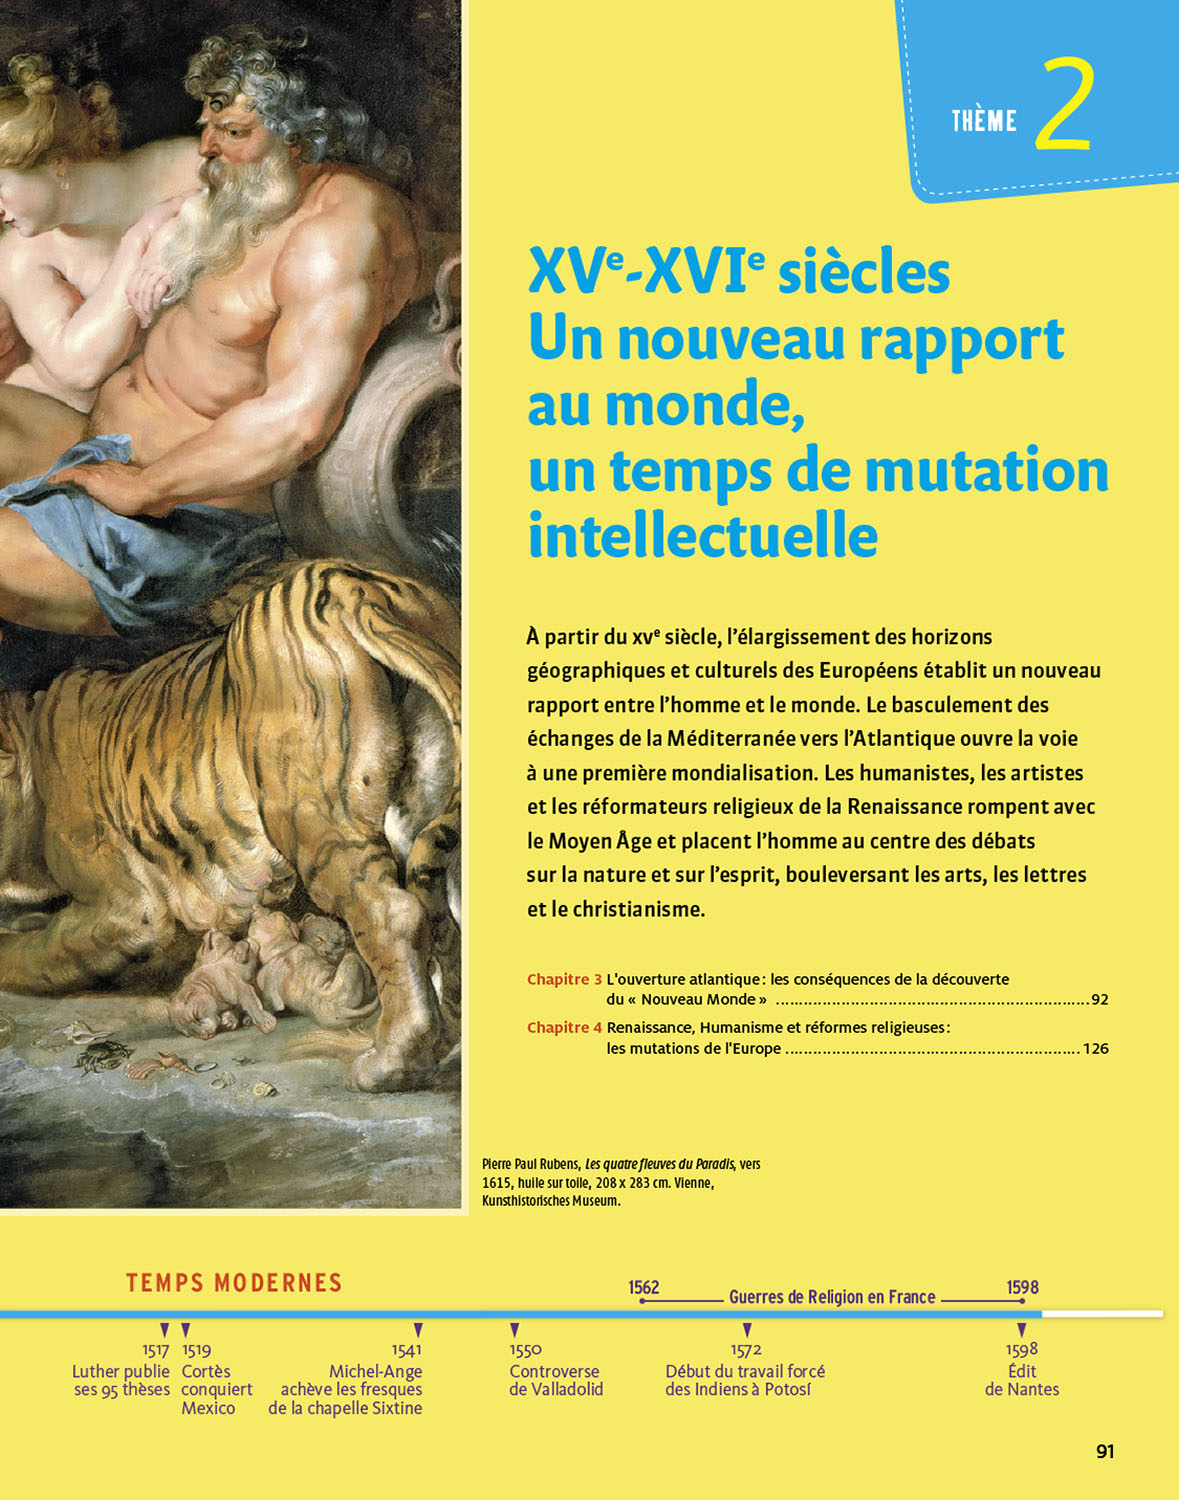 THÈME 2
XVe-XVIe siècles
Un nouveau rapport
au monde,
un temps de mutation
intellectuelle
À partir du XVe siècle, l’élargissement des horizons
géographiques et culturels des Européens établit un nouveau
rapport entre l’homme et le monde. Le basculement des
échanges de la Méditerranée vers l’Atlantique ouvre la voie
à une première mondialisation. Les humanistes, les artistes
et les réformateurs religieux de la Renaissance rompent avec
le Moyen Âge et placent l’homme au centre des débats
sur la nature et sur l’esprit, bouleversant les arts, les lettres
et le christianisme.
Chapitre 3 L'ouverture atlantique : les conséquences de la découverte
du « Nouveau Monde » ........................................................... 92
Chapitre 4 Renaissance, Humanisme et réformes religieuses :
les mutations de l'Europe ........................................................... 126
Pierre Paul Rubens, Les quatre fleuves du Paradis, vers
1615, huile sur toile, 208 x 283 cm. Vienne,
Kunsthistorisches Museum.
TEMPS MODERNES
1562 Guerres de Religion en France 1598
1517
Luther publie
ses 95 thèses
1519
Cortès
conquiert
Mexico
1541
Michel-Ange
achève les fresques
de la chapelle Sixtine
1550
Controverse
de Valladolid
1572
Début du travail forcé
des Indiens à Potosí
1598
Édit
de Nantes
91